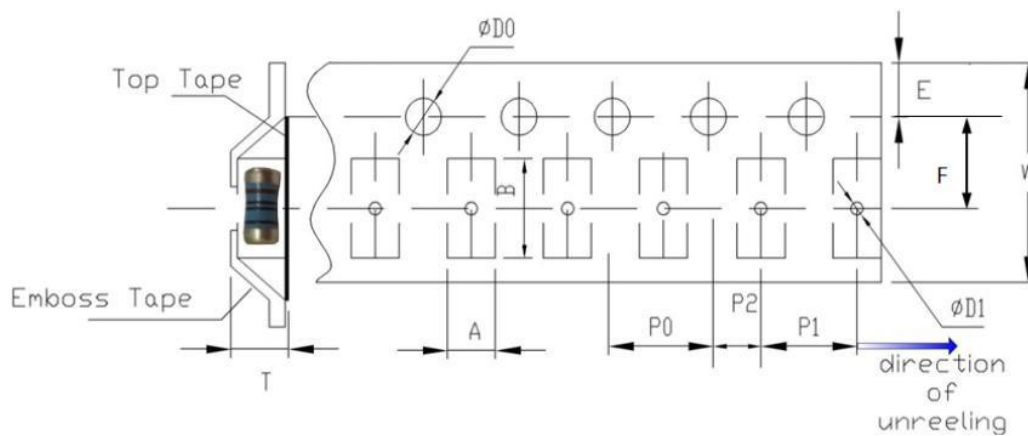 ØD0
Top Tape
E
W
F
B
Emboss Tape
ØD1
P2
A
P0
P1
T
direction
of
unreeling